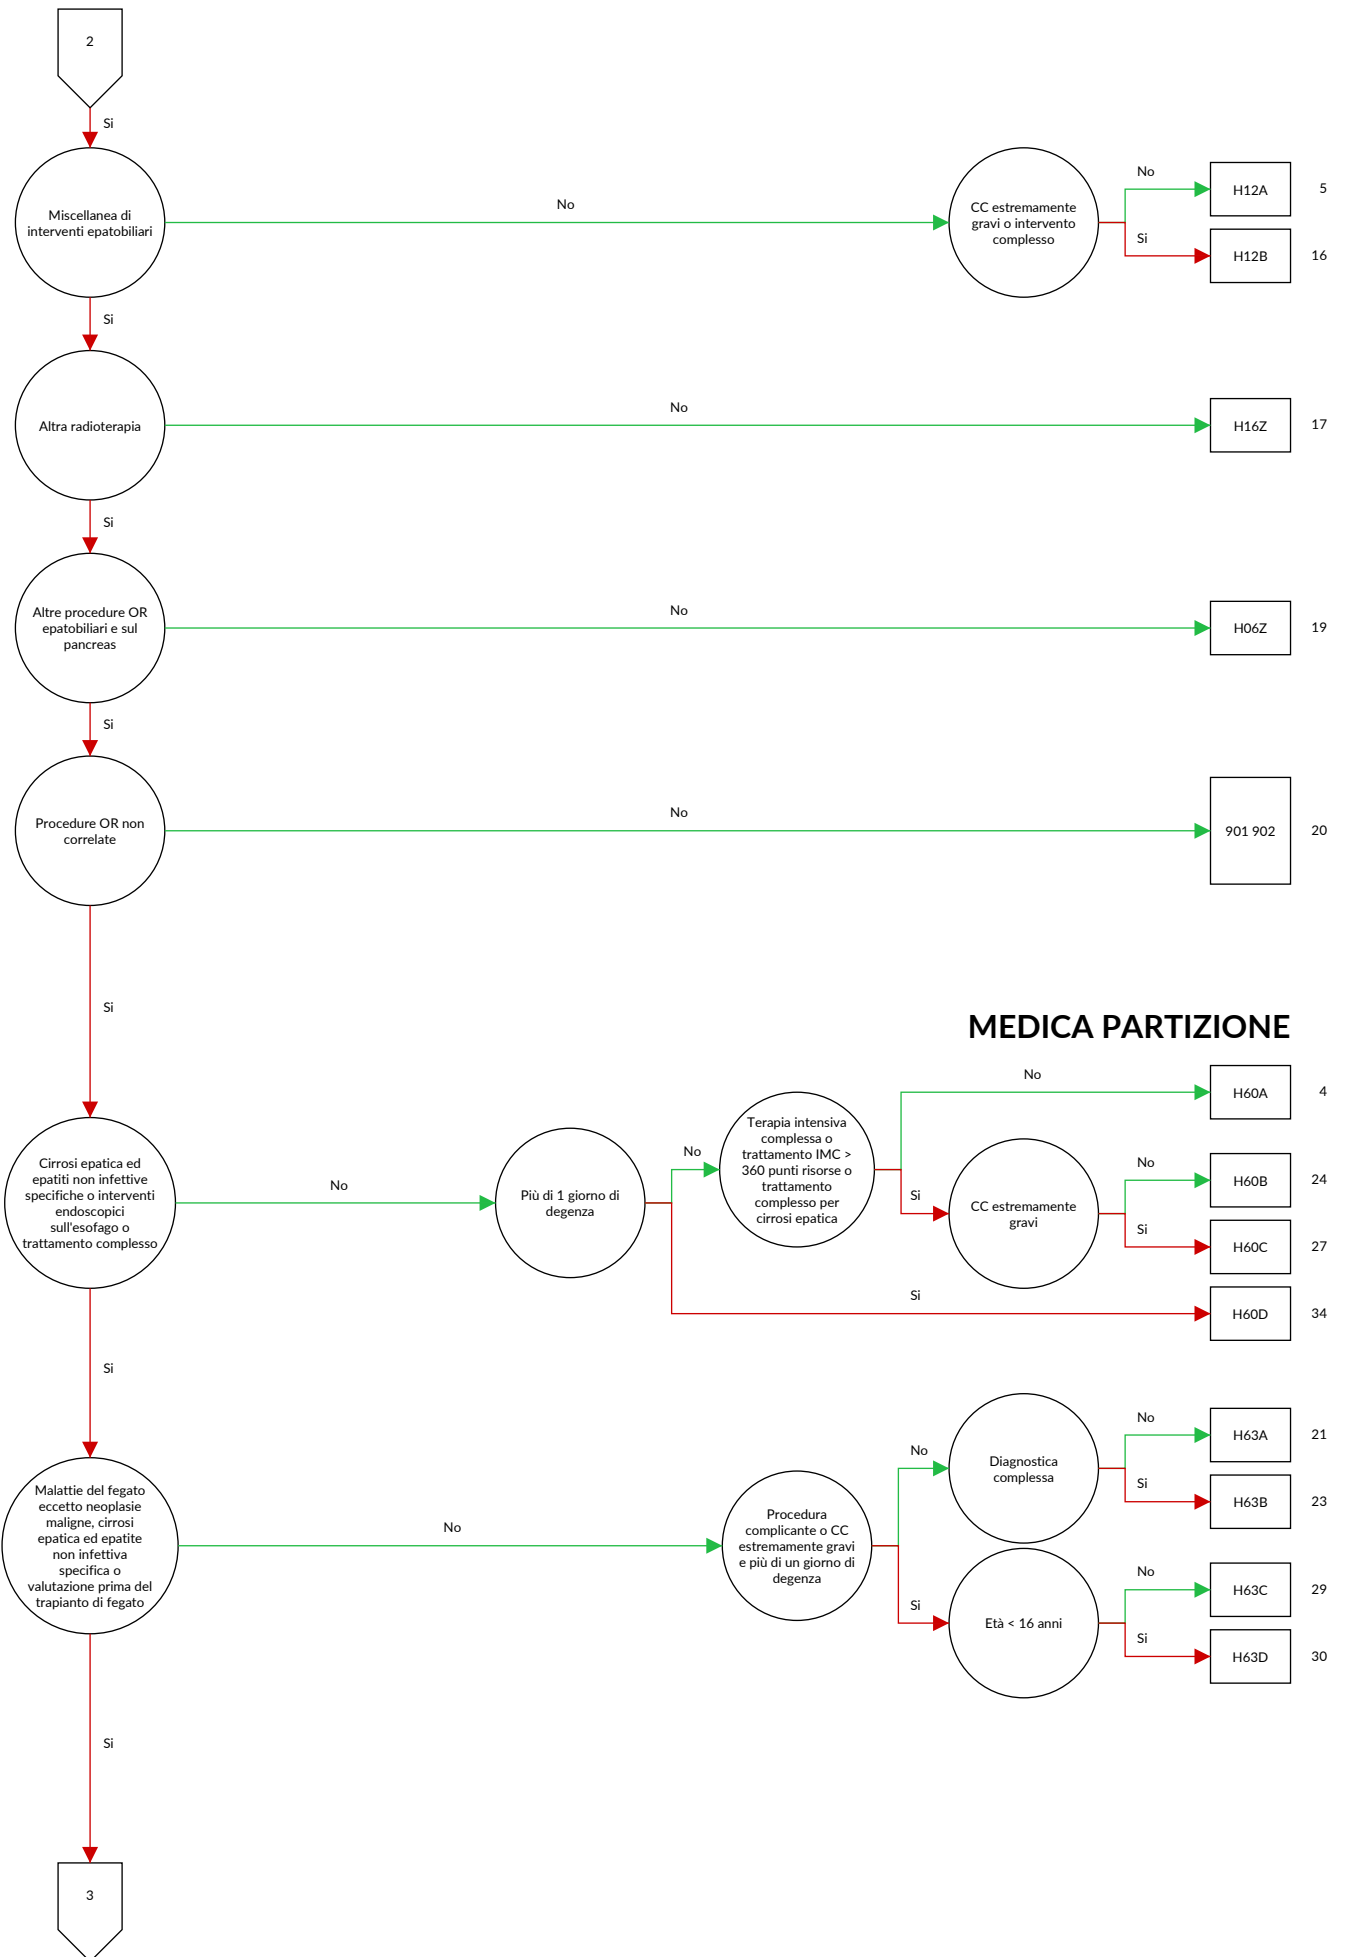 2
Si
Miscellanea di
interventi epatobiliari
No
CC estremamente
gravi o intervento
complesso
No
H12A
5
Si
H12B
16
Si
Altra radioterapia
No
H16Z
17
Si
Altre procedure OR
epatobiliari e sul
pancreas
No
H06Z
19
Si
Procedure OR non
correlate
No
901 902
20
Si
MEDICA PARTIZIONE
Cirrosi epatica ed
epatiti non infettive
specifiche o interventi
endoscopici
sull'esofago o
trattamento complesso
No
Più di 1 giorno di
degenza
No
Terapia intensiva
complessa o
trattamento IMC >
360 punti risorse o
trattamento
complesso per
cirrosi epatica
No
H60A
4
Si
CC estremamente
gravi
No
H60B
24
Si
H60C
27
Si
H60D
34
Si
Malattie del fegato
eccetto neoplasie
maligne, cirrosi
epatica ed epatite
non infettiva
specifica o
valutazione prima del
trapianto di fegato
No
Procedura
complicante o CC
estremamente gravi
e più di un giorno di
degenza
No
Diagnostica
complessa
No
H63A
21
Si
H63B
23
Si
Età < 16 anni
No
H63C
29
Si
H63D
30
Si
3